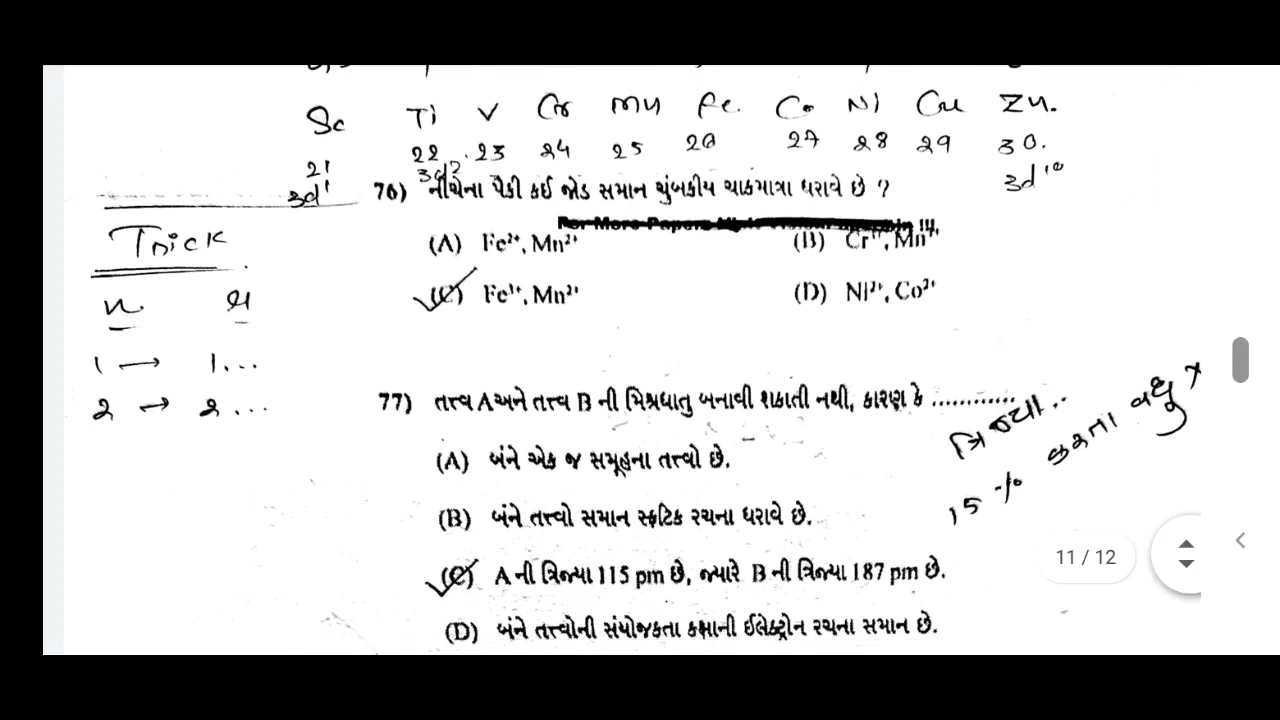 Sc Ti V Cr Mn Fe. Co Ni Cu Zn.
21 22 23 24 25 26 27 28 29 30.
3d¹ 3d² 3d¹⁰
76) નીચેના પૈકી કઈ જોડ સમાન ચુંબકીય ચાકમાત્રા ધરાવે છે ?
Trick
(A) Fe²⁺, Mn²⁺ (B)
(C) Fe³⁺, Mn²⁺ (D) Ni²⁺, Co²⁺
n
1 → 1...
2 → 2...
77) તત્ત્વ A અને તત્ત્વ B ની મિશ્રધાતુ બનાવી શકાતી નથી, કારણ કે ............
ત્રિજ્યા..
15 % કરતા વધુ ×
(A) બંને એક જ સમૂહના તત્ત્વો છે.
(B) બંને તત્ત્વો સમાન સ્ફટિક રચના ધરાવે છે.
(C) A ની ત્રિજ્યા 115 pm છે, જ્યારે B ની ત્રિજ્યા 187 pm છે.
11 / 12
(D) બંને તત્ત્વોની સંયોજકતા કક્ષાની ઈલેક્ટ્રોન રચના સમાન છે.